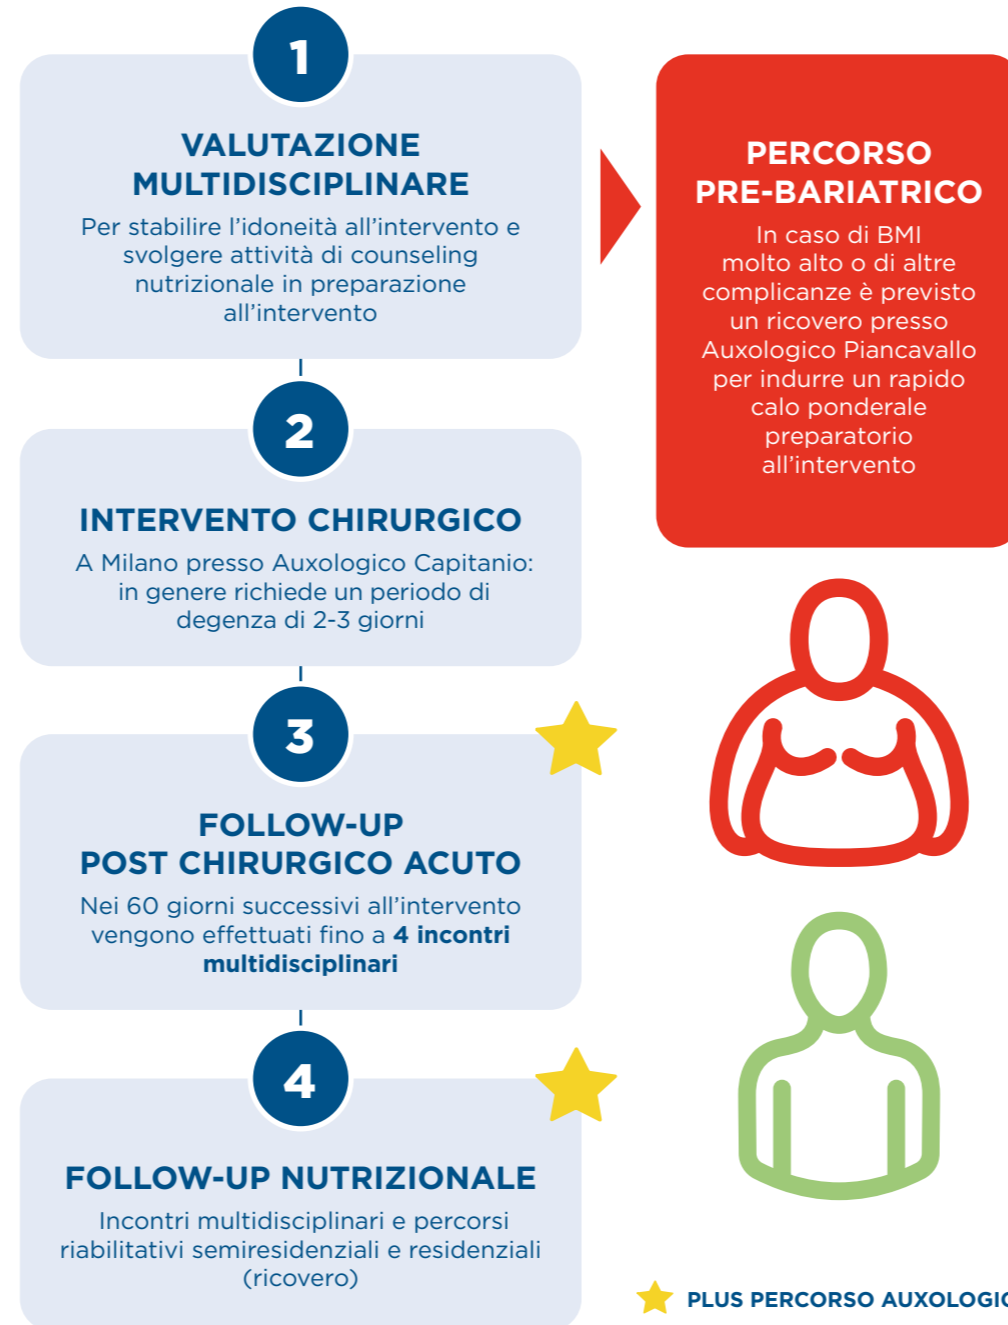 1
VALUTAZIONE
MULTIDISCIPLINARE
Per stabilire l'idoneità all'intervento e
svolgere attività di counseling
nutrizionale in preparazione
all'intervento
PERCORSO
PRE-BARIATRICO
In caso di BMI
molto alto o di altre
complicanze è previsto
un ricovero presso
Auxologico Piancavallo
per indurre un rapido
calo ponderale
preparatorio
all'intervento
2
INTERVENTO CHIRURGICO
A Milano presso Auxologico Capitanio:
in genere richiede un periodo di
degenza di 2-3 giorni
3
FOLLOW-UP
POST CHIRURGICO ACUTO
Nei 60 giorni successivi all'intervento
vengono effettuati fino a 4 incontri
multidisciplinari
4
FOLLOW-UP NUTRIZIONALE
Incontri multidisciplinari e percorsi
riabilitativi semiresidenziali e residenziali
(ricovero)
PLUS PERCORSO AUXOLOGIC